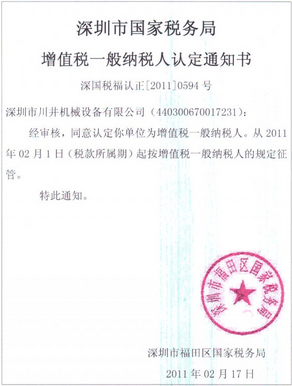 深圳市国家税务局
增值税一般纳税人认定通知书
深国税福认正[2011]0594 号
深圳市川井机械设备有限公司（440300670017231）：
经审核，同意认定你单位为增值税一般纳税人。从 2011
年 02 月 1 日（税款所属期）起按增值税一般纳税人的规定征
管。
特此通知。
深圳市福田区国家税务局
深圳市福田区国家税务局
2011 年 02 月 17 日